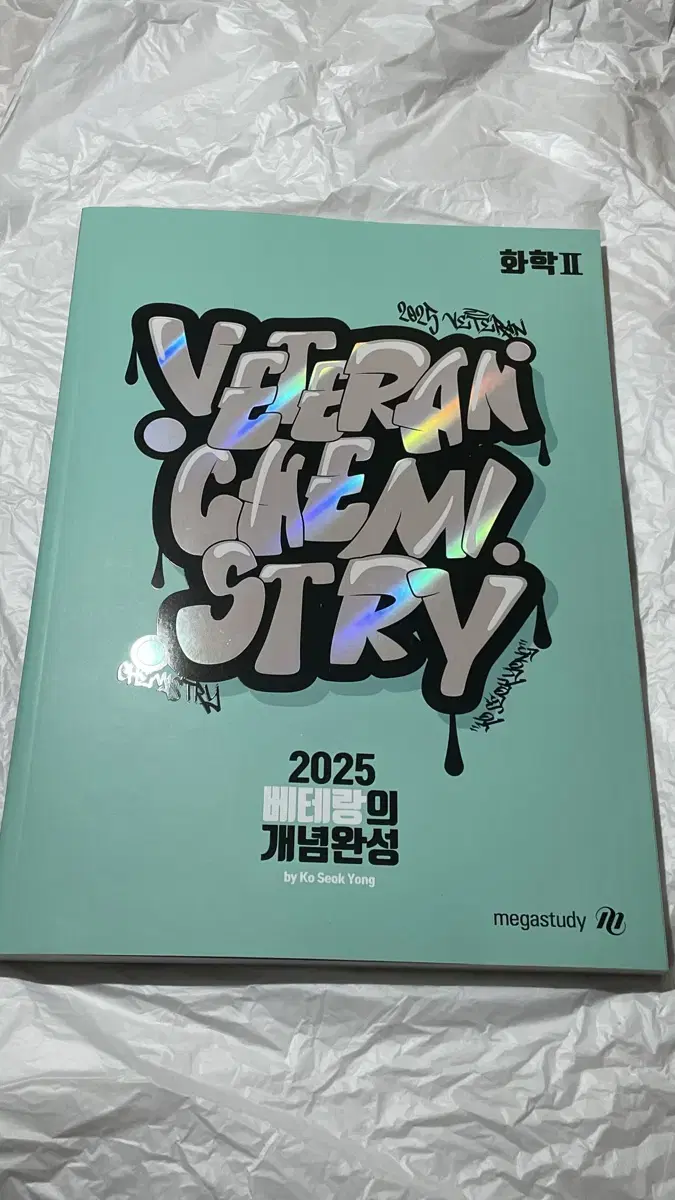 화학Ⅱ
2025 VETERAN
VETERAN
CHEMI
STRY
CHEMISTRY
2025
베테랑의
개념완성
by Ko Seok Yong
megastudy